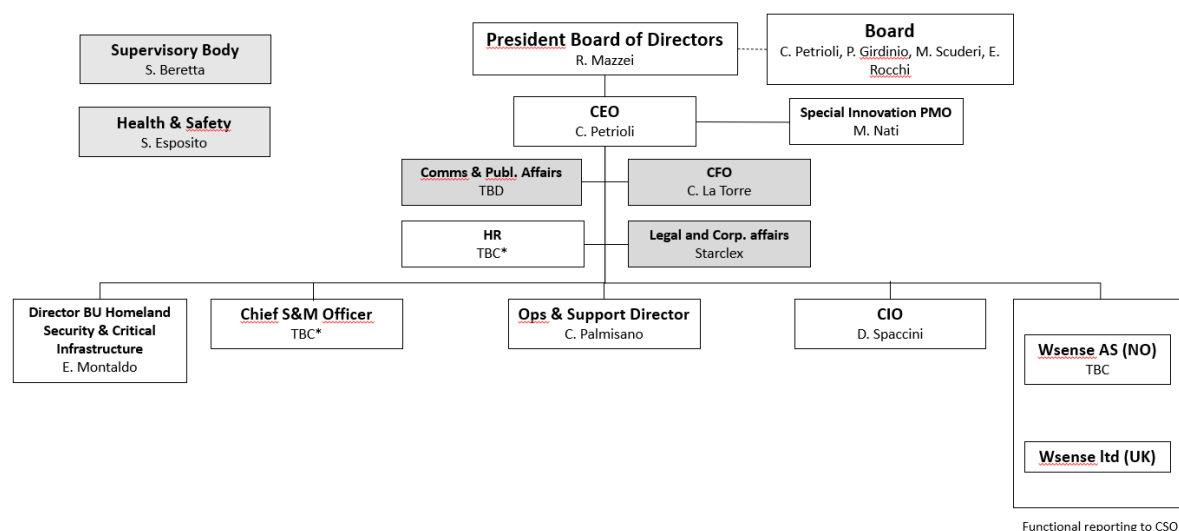 Supervisory Body
S. Beretta
Health & Safety
S. Esposito
President Board of Directors
R. Mazzei
Board
C. Petrioli, P. Girdinio, M. Scuderi, E.
Rocchi
CEO
C. Petrioli
Special Innovation PMO
M. Nati
Comms & Publ. Affairs
TBD
CFO
C. La Torre
HR
TBC*
Legal and Corp. affairs
Starclex
Director BU Homeland
Security & Critical
Infrastructure
E. Montaldo
Chief S&M Officer
TBC*
Ops & Support Director
C. Palmisano
CIO
D. Spaccini
Wsense AS (NO)
TBC
Wsense ltd (UK)
Functional reporting to CSO